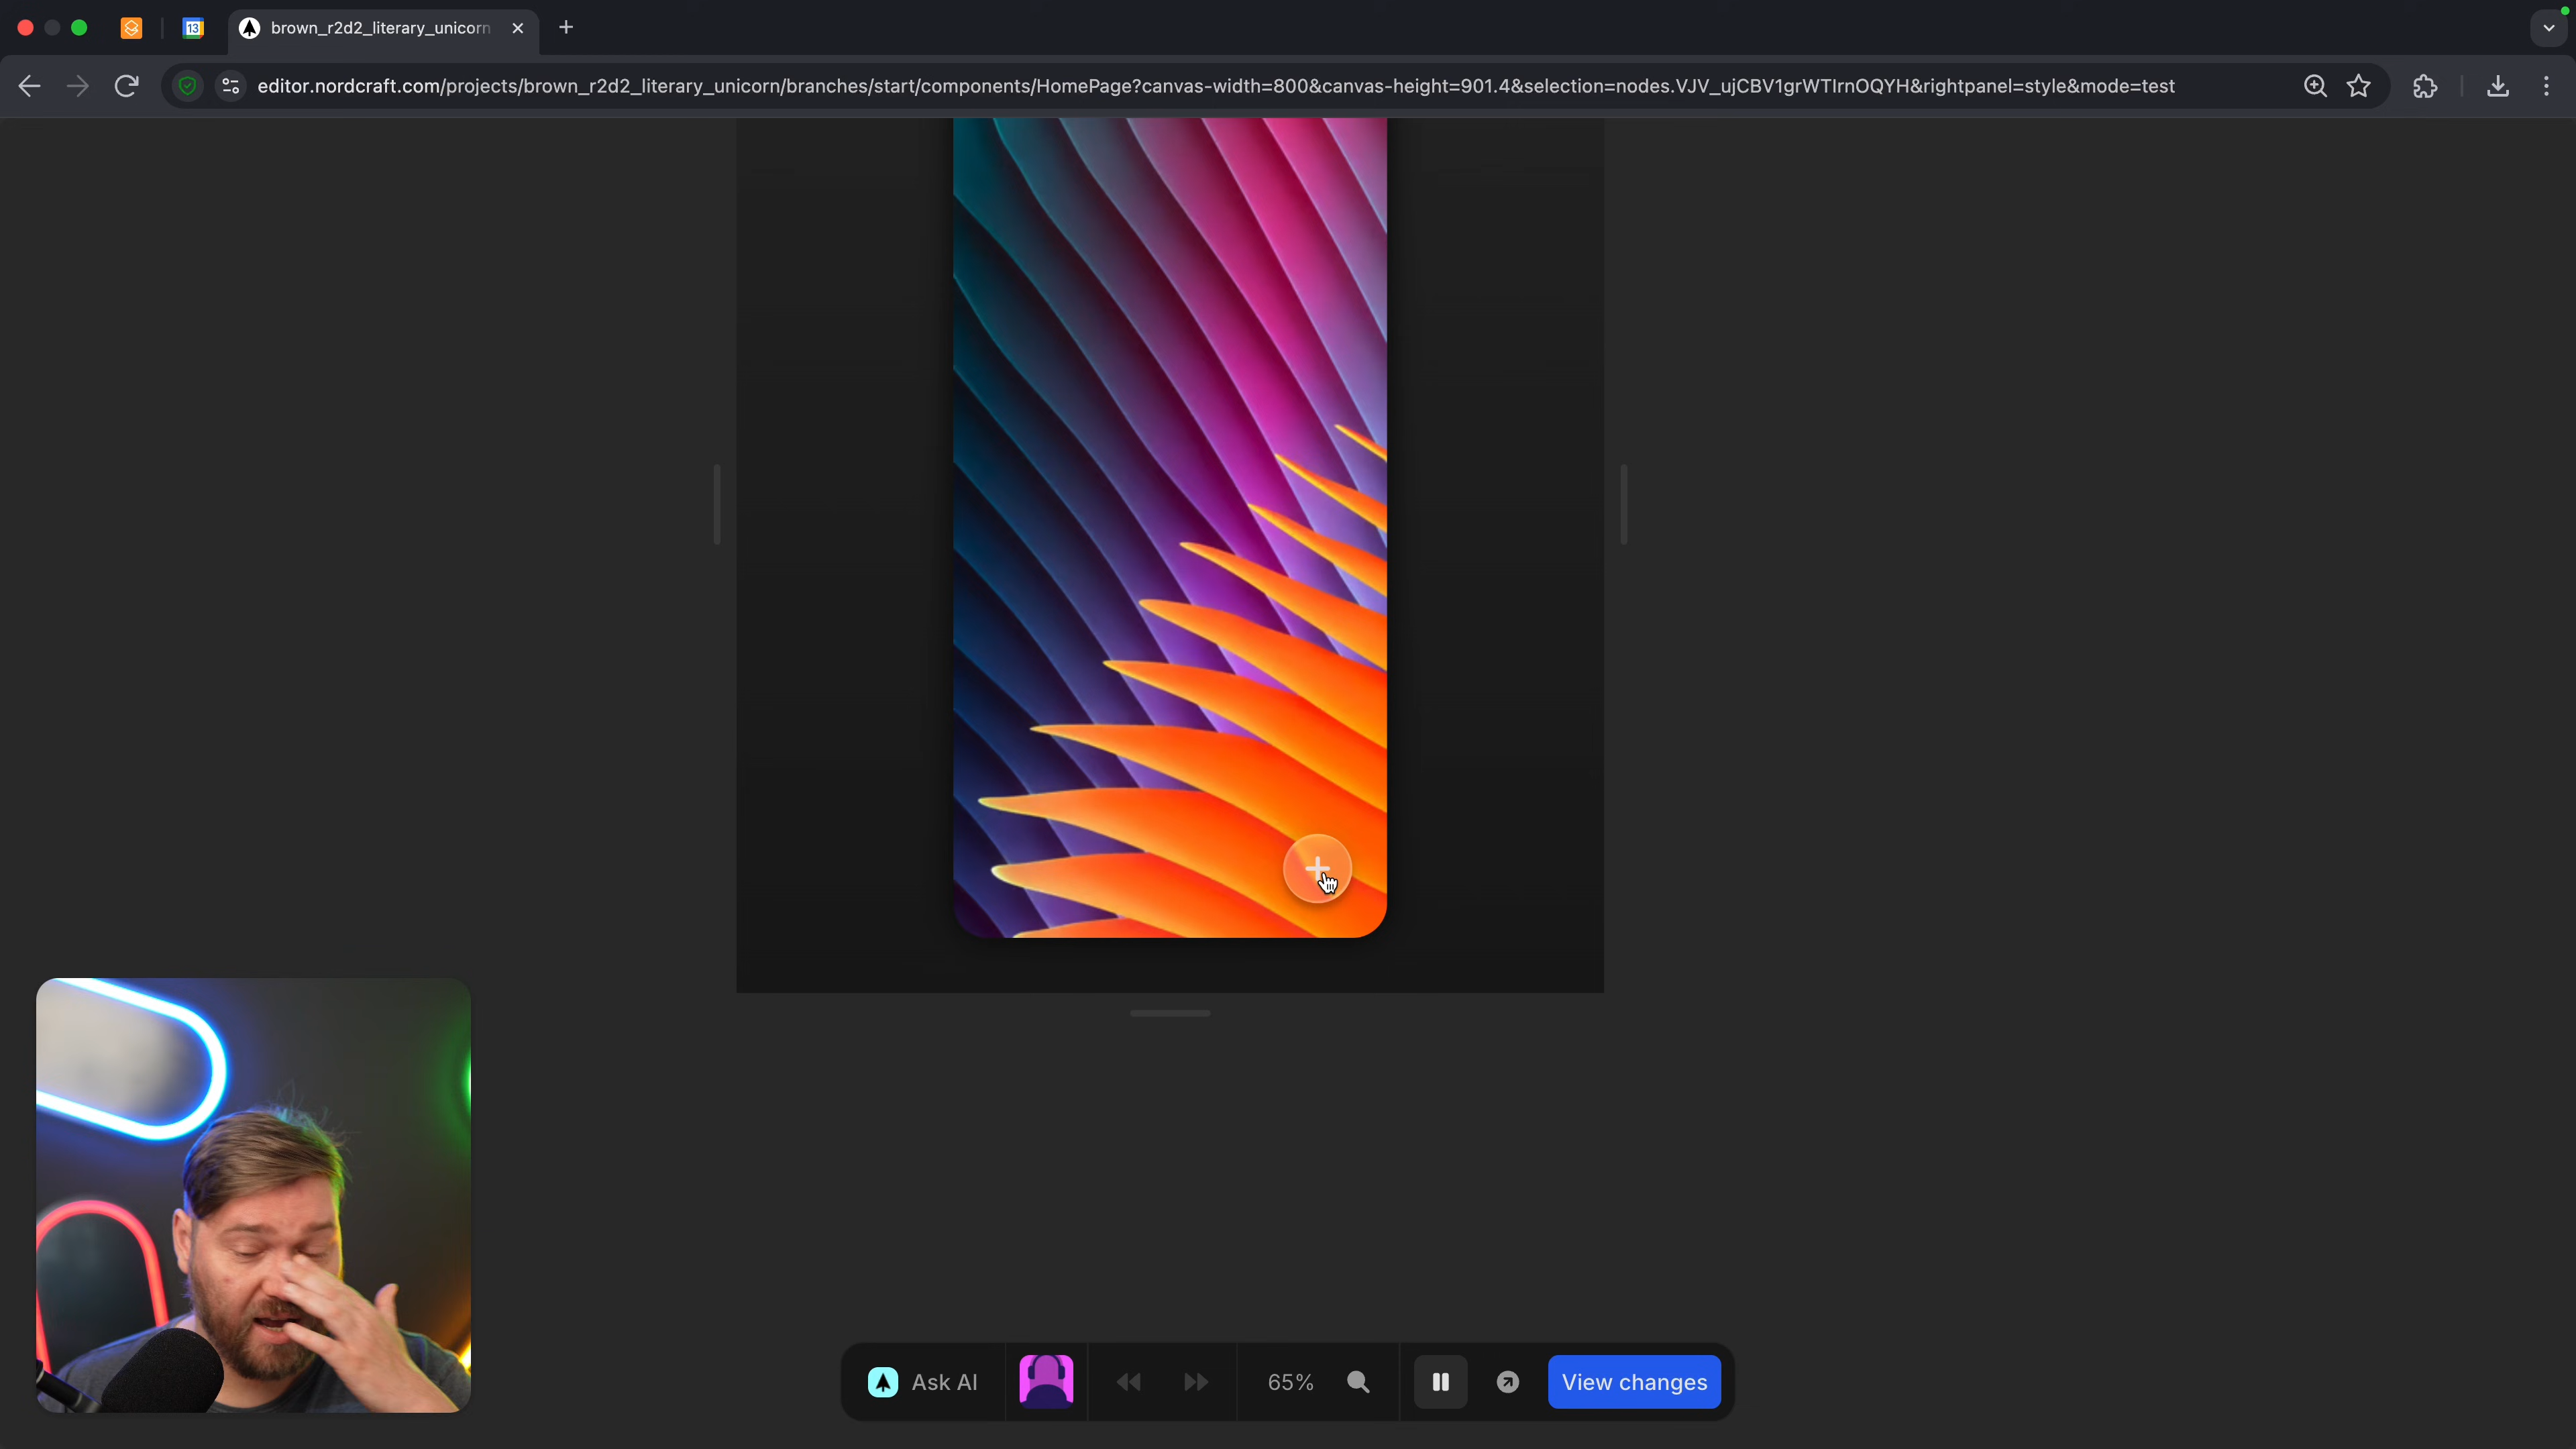 13
brown_r2d2_literary_unicorn
editor.nordcraft.com/projects/brown_r2d2_literary_unicorn/branches/start/components/HomePage?canvas-width=800&canvas-height=901.4&selection=nodes.VJV_ujCBV1grWTIrnOQYH&rightpanel=style&mode=test
Ask AI
65%
View changes